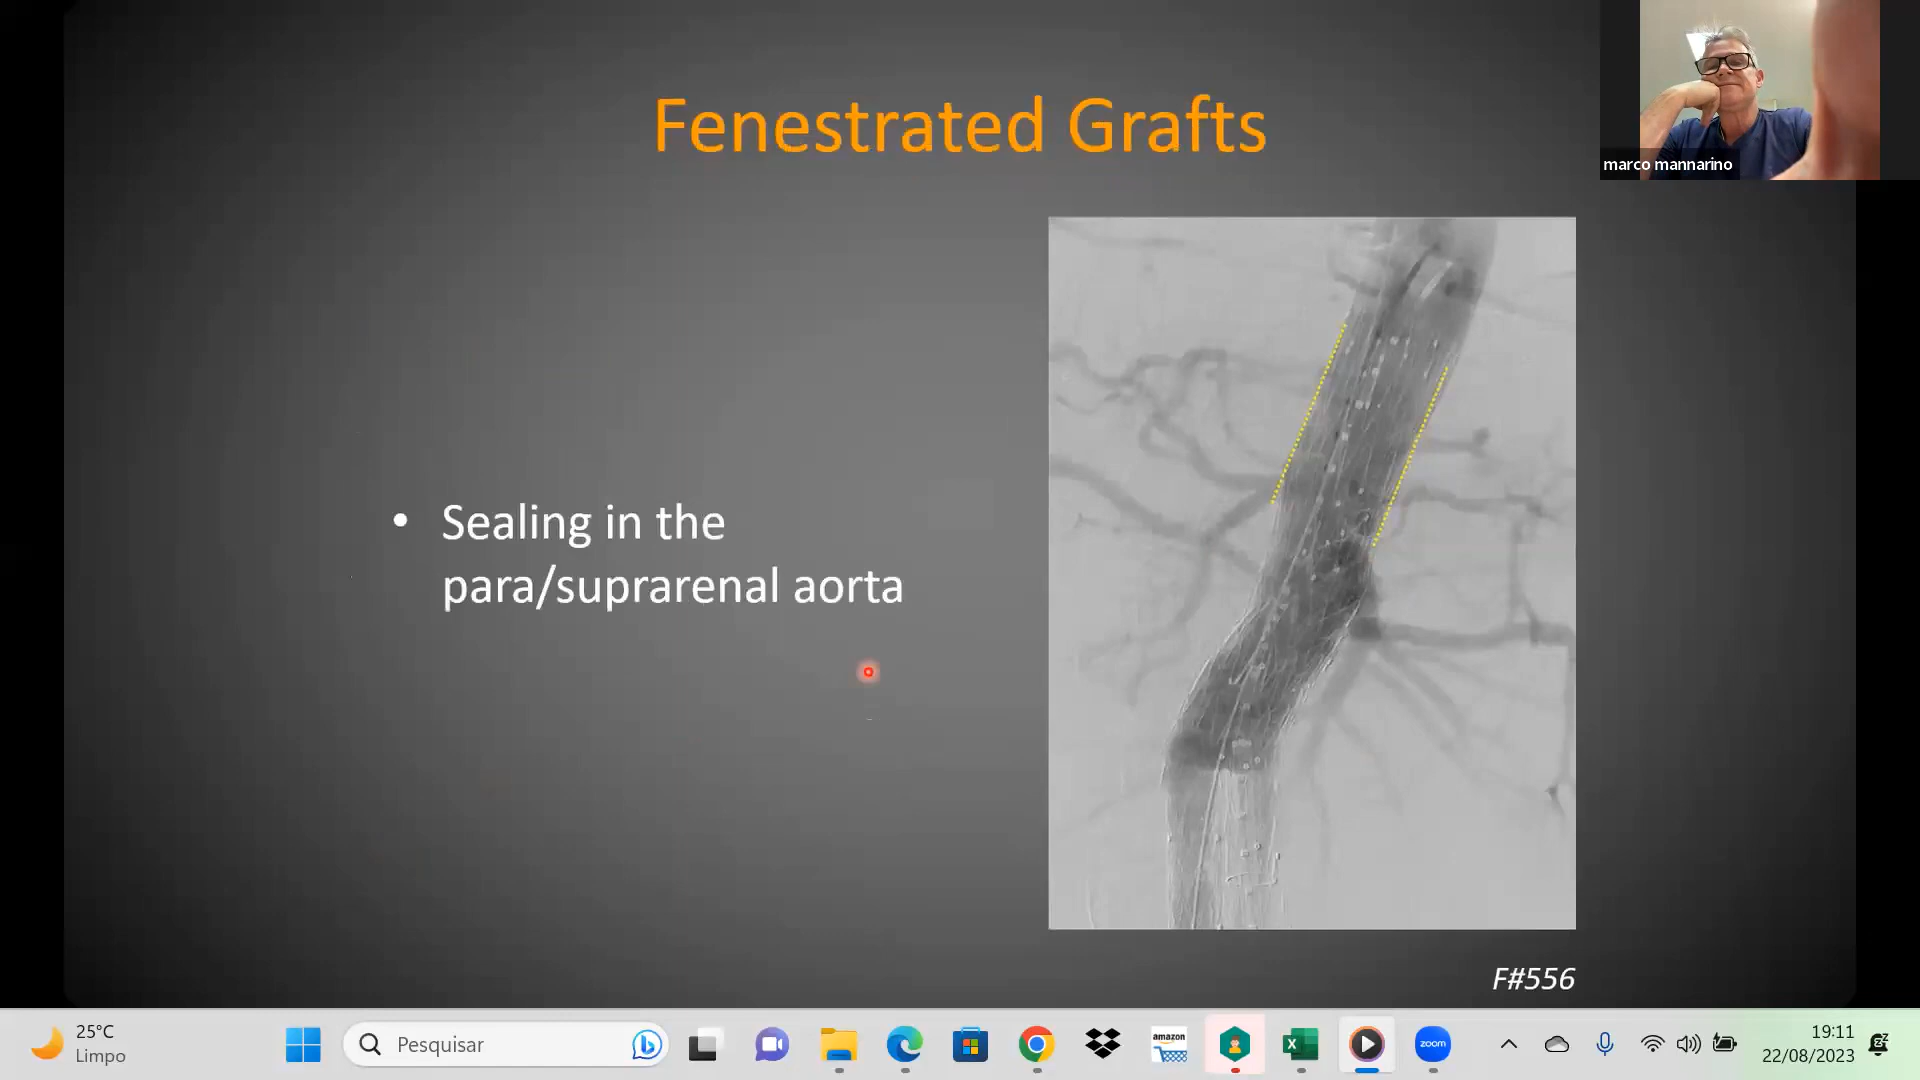 Fenestrated Grafts
marco mannarino
• Sealing in the
para/suprarenal aorta
F#556
25°C
Limpo
Pesquisar
amazon
zoom
19:11
22/08/2023